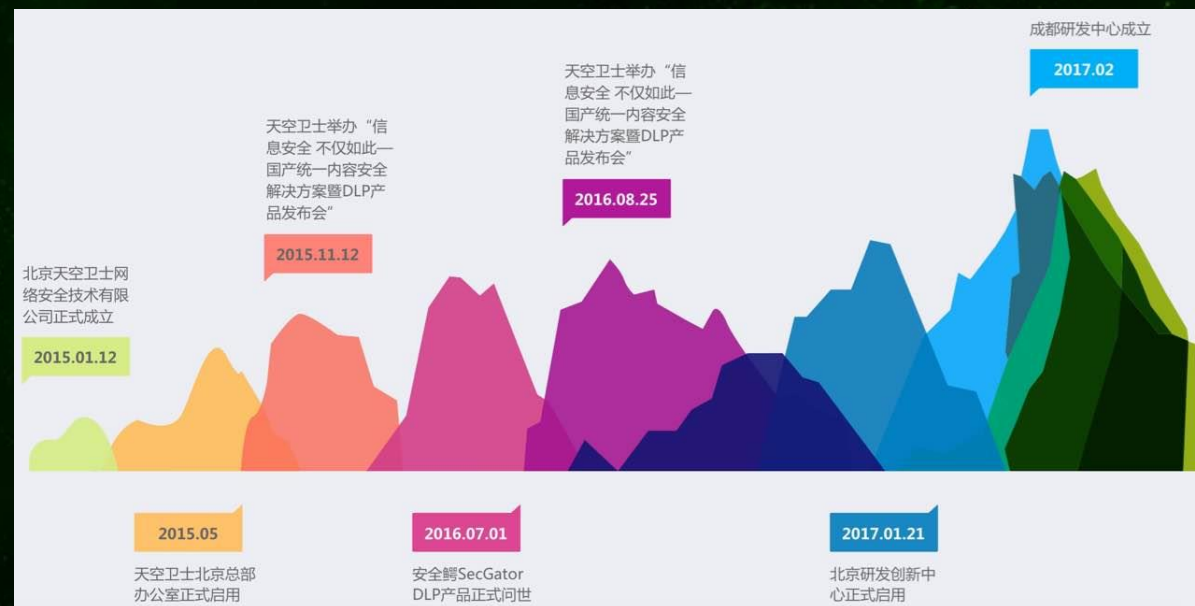 北京天空卫士网
络安全技术有限
公司正式成立
2015.01.12
2015.05
天空卫士北京总部
办公室正式启用
天空卫士举办“信
息安全 不仅如此—
国产统一内容安全
解决方案暨DLP产
品发布会”
2015.11.12
2016.07.01
安全鳄SecGator
DLP产品正式问世
天空卫士举办“信
息安全 不仅如此—
国产统一内容安全
解决方案暨DLP产
品发布会”
2016.08.25
2017.01.21
北京研发创新中
心正式启用
成都研发中心成立
2017.02